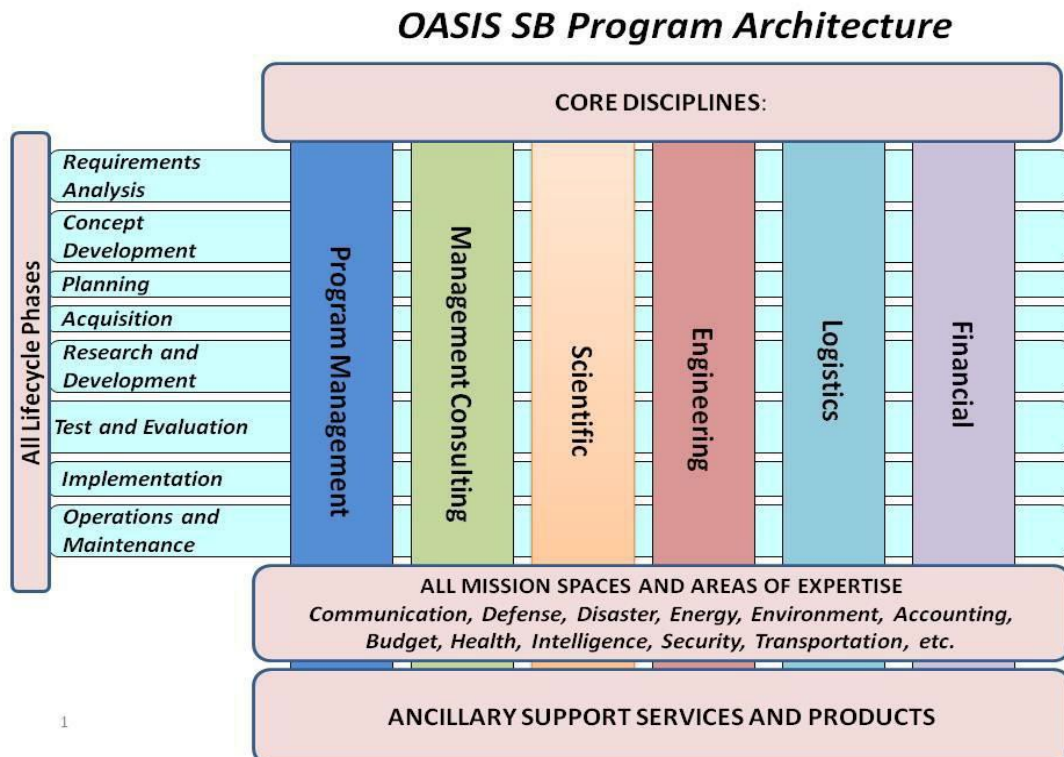 OASIS SB Program Architecture
CORE DISCIPLINES:
All Lifecycle Phases
Requirements
Analysis
Concept
Development
Planning
Acquisition
Research and
Development
Test and Evaluation
Implementation
Operations and
Maintenance
Program Management
Management Consulting
Scientific
Engineering
Logistics
Financial
ALL MISSION SPACES AND AREAS OF EXPERTISE
Communication, Defense, Disaster, Energy, Environment, Accounting,
Budget, Health, Intelligence, Security, Transportation, etc.
ANCILLARY SUPPORT SERVICES AND PRODUCTS
1